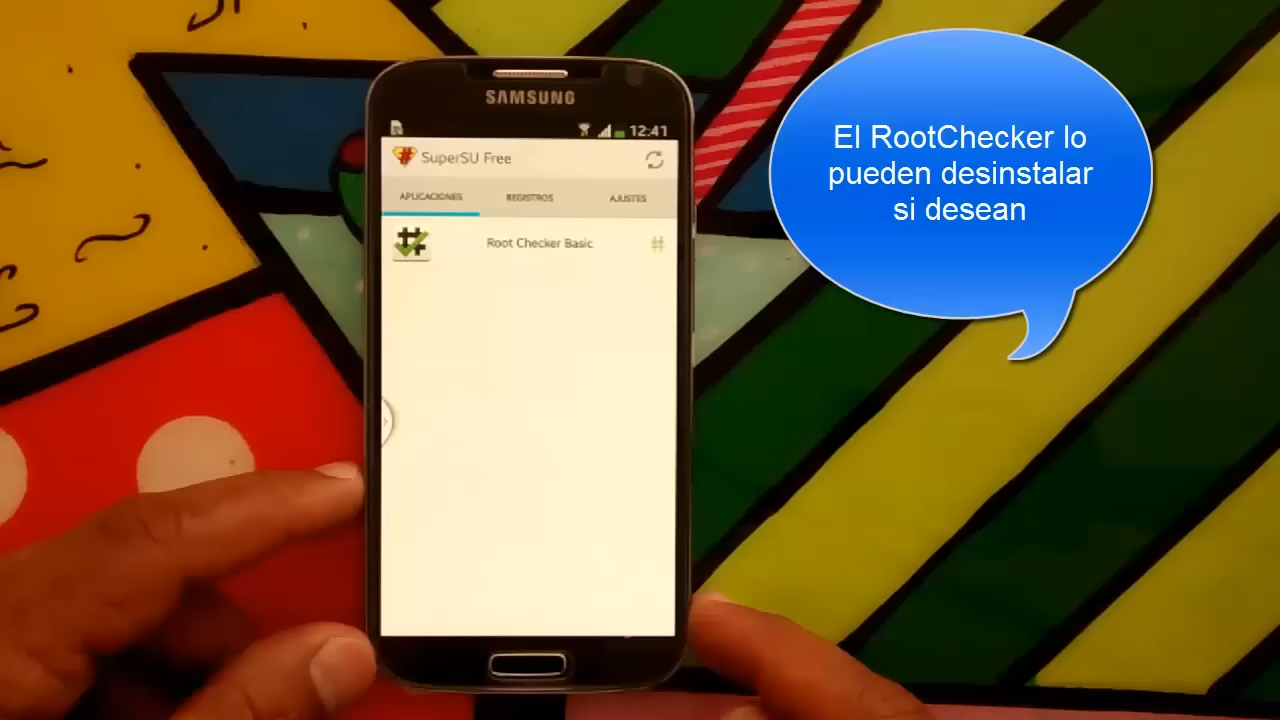 SAMSUNG
12:41
SuperSU Free
APLICACIONES REGISTROS AJUSTES
Root Checker Basic
#
El RootChecker lo
pueden desinstalar
si desean